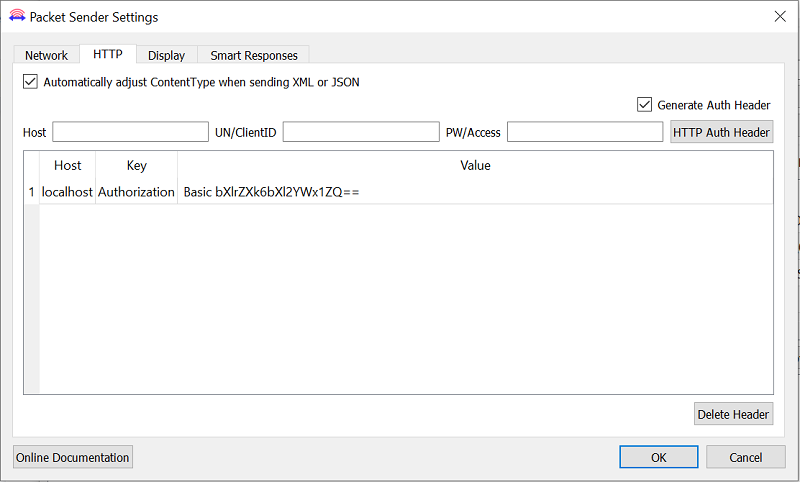 Packet Sender Settings
Network HTTP Display Smart Responses
Automatically adjust ContentType when sending XML or JSON
Generate Auth Header
Host UN/ClientID PW/Access HTTP Auth Header
Host Key Value
1 localhost Authorization Basic bXlrZXk6bXl2YWx1ZQ==
Delete Header
Online Documentation OK Cancel